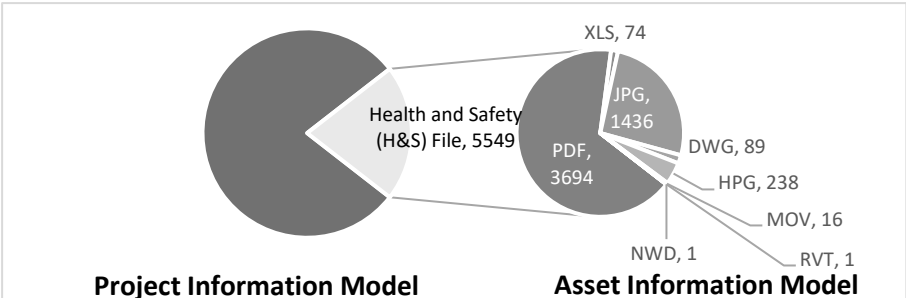 XLS, 74
JPG,
1436
Health and Safety
(H&S) File, 5549
PDF,
3694
DWG, 89
HPG, 238
MOV, 16
NWD, 1
RVT, 1
Project Information Model
Asset Information Model